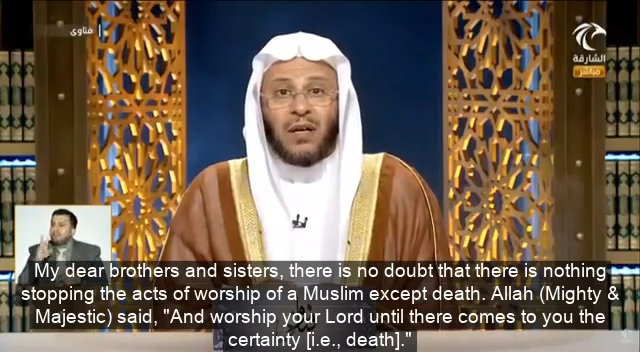 فتاوى
الشارقة
مباشر
My dear brothers and sisters, there is no doubt that there is nothing
stopping the acts of worship of a Muslim except death. Allah (Mighty &
Majestic) said, "And worship your Lord until there comes to you the
certainty [i.e., death]."